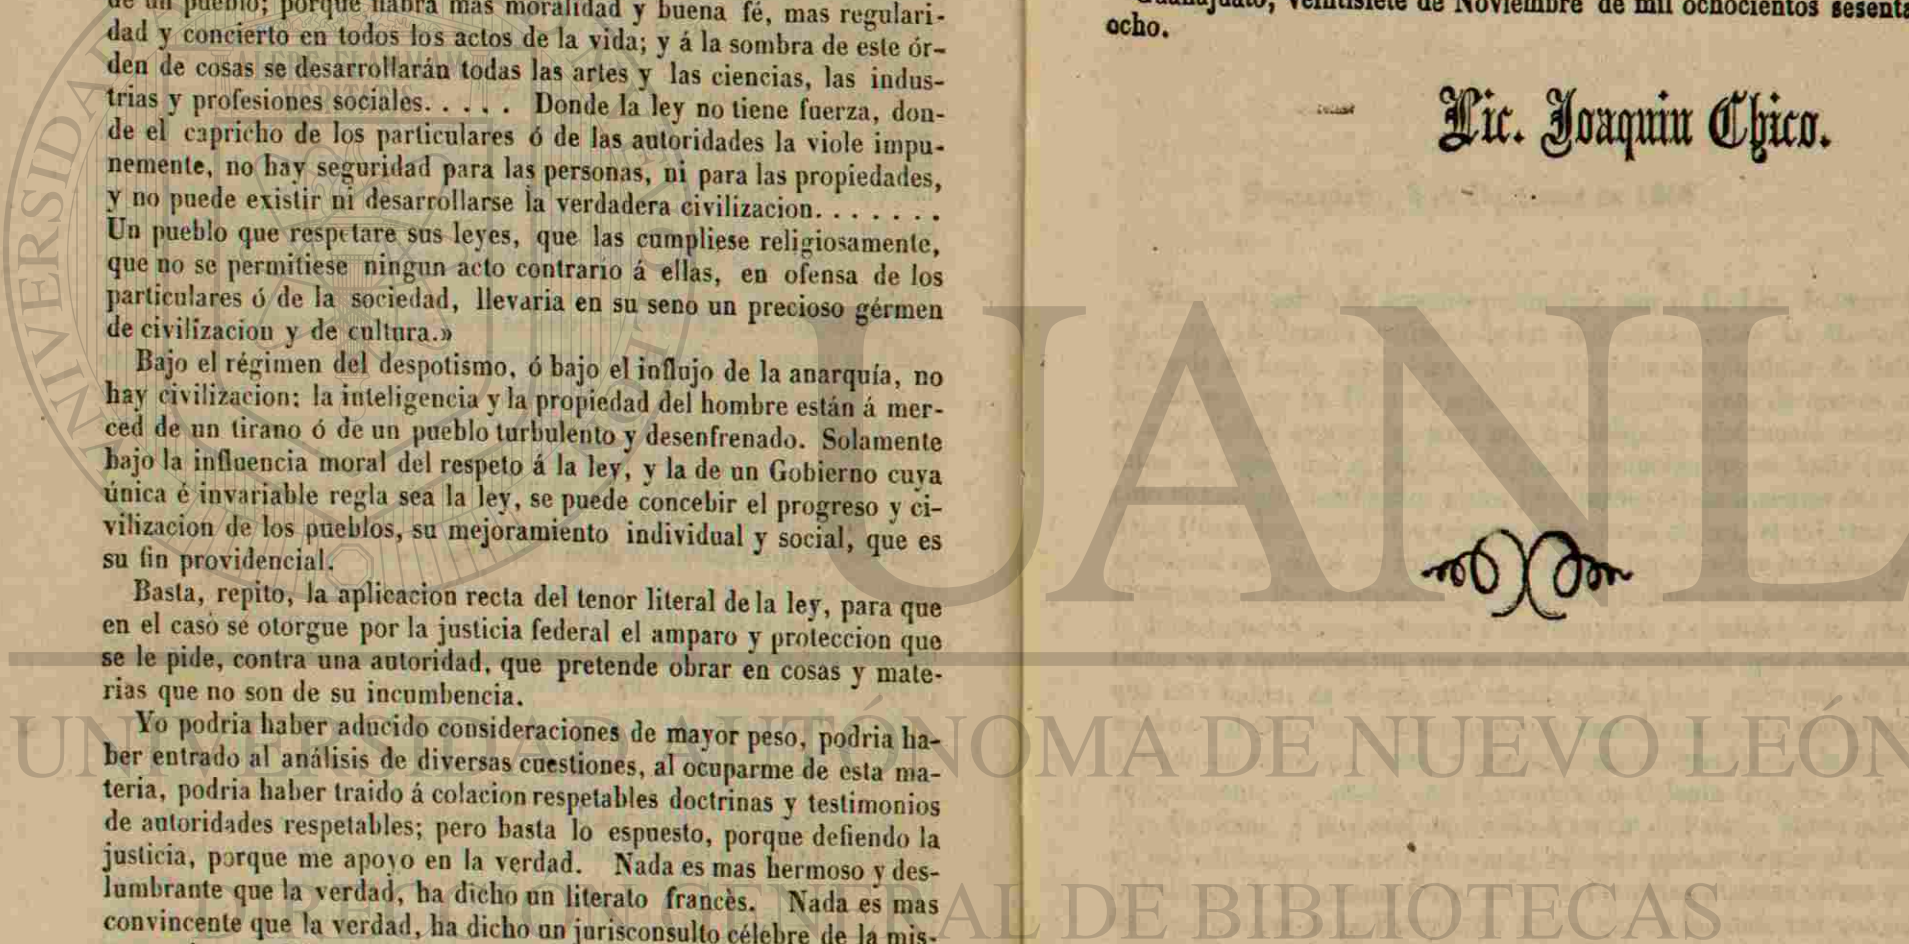 de un pueblo; porque habrá mas moralidad y buena fé, mas regulari-
dad y concierto en todos los actos de la vida; y á la sombra de este ór-
den de cosas se desarrollarán todas las artes y las ciencias, las indus-
trias y profesiones sociales. . . . . Donde la ley no tiene fuerza, don-
de el capricho de los particulares ó de las autoridades la viole impu-
nemente, no hay seguridad para las personas, ni para las propiedades,
y no puede existir ni desarrollarse la verdadera civilizacion. . . . . . .
Un pueblo que respetare sus leyes, que las cumpliese religiosamente,
que no se permitiese ningun acto contrario á ellas, en ofensa de los
particulares ó de la sociedad, llevaria en su seno un precioso gérmen
de civilizacion y de cultura.»
Bajo el régimen del despotismo, ó bajo el influjo de la anarquía, no
hay civilizacion: la inteligencia y la propiedad del hombre están á mer-
ced de un tirano ó de un pueblo turbulento y desenfrenado. Solamente
bajo la influencia moral del respeto á la ley, y la de un Gobierno cuya
única é invariable regla sea la ley, se puede concebir el progreso y ci-
vilizacion de los pueblos, su mejoramiento individual y social, que es
su fin providencial.
Basta, repito, la aplicacion recta del tenor literal de la ley, para que
en el caso se otorgue por la justicia federal el amparo y proteccion que
se le pide, contra una autoridad, que pretende obrar en cosas y mate-
rias que no son de su incumbencia.
Yo podria haber aducido consideraciones de mayor peso, podria ha-
ber entrado al análisis de diversas cuestiones, al ocuparme de esta ma-
teria, podria haber traido á colacion respetables doctrinas y testimonios
de autoridades respetables; pero basta lo espuesto, porque defiendo la
justicia, porque me apoyo en la verdad. Nada es mas hermoso y des-
lumbrante que la verdad, ha dicho un literato francès. Nada es mas
convincente que la verdad, ha dicho un jurisconsulto célebre de la mis-
Guanajuato, veintisiete de Noviembre de mil ochocientos sesenta
ocho.
Lic. Joaquin Chico.
UANL
UNIVERSIDAD AUTÓNOMA DE NUEVO LEÓN
DIRECCIÓN GENERAL DE BIBLIOTECAS